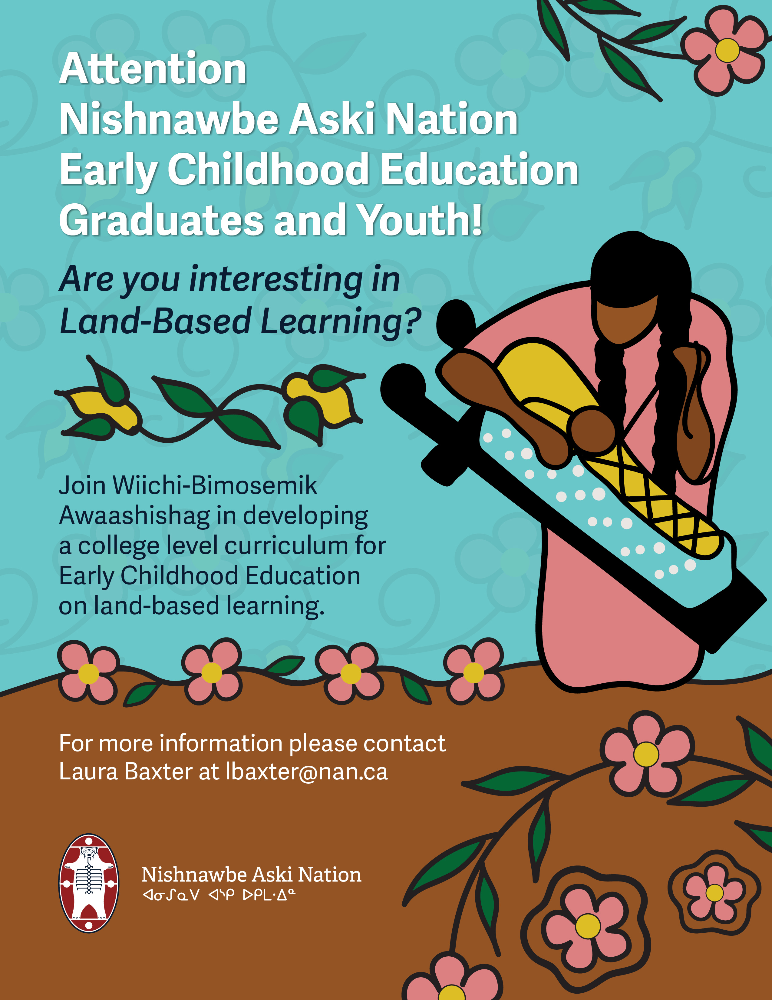 Attention
Nishnawbe Aski Nation
Early Childhood Education
Graduates and Youth!
Are you interesting in
Land-Based Learning?
Join Wiichi-Bimosemik
Awaashishag in developing
a college level curriculum for
Early Childhood Education
on land-based learning.
For more information please contact
Laura Baxter at lbaxter@nan.ca
Nishnawbe Aski Nation
ᐊᓂᔑᓇᐯ ᐊᔅᑭ ᐅᑭᒪᐧᐃᓐ